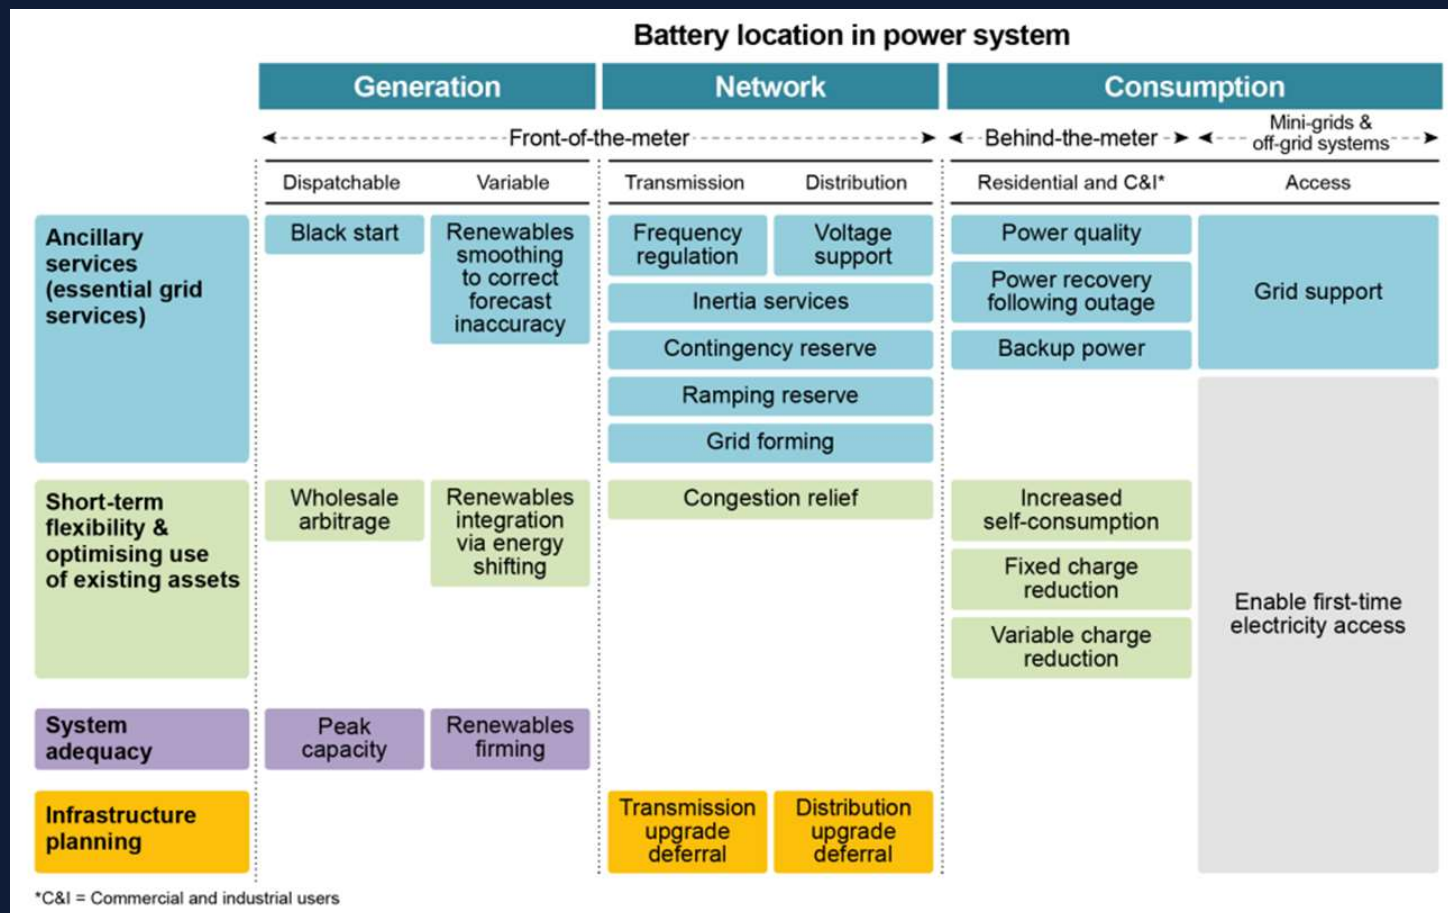 Battery location in power system
Generation
Network
Consumption
Front-of-the-meter
Behind-the-meter
Mini-grids &
off-grid systems
Dispatchable
Variable
Transmission
Distribution
Residential and C&I*
Access
Ancillary
services
(essential grid
services)
Black start
Renewables
smoothing
to correct
forecast
inaccuracy
Frequency
regulation
Voltage
support
Inertia services
Contingency reserve
Ramping reserve
Grid forming
Power quality
Power recovery
following outage
Backup power
Grid support
Short-term
flexibility &
optimising use
of existing assets
Wholesale
arbitrage
Renewables
integration
via energy
shifting
Congestion relief
Increased
self-consumption
Fixed charge
reduction
Variable charge
reduction
Enable first-time
electricity access
System
adequacy
Peak
capacity
Renewables
firming
Infrastructure
planning
Transmission
upgrade
deferral
Distribution
upgrade
deferral
*C&I = Commercial and industrial users